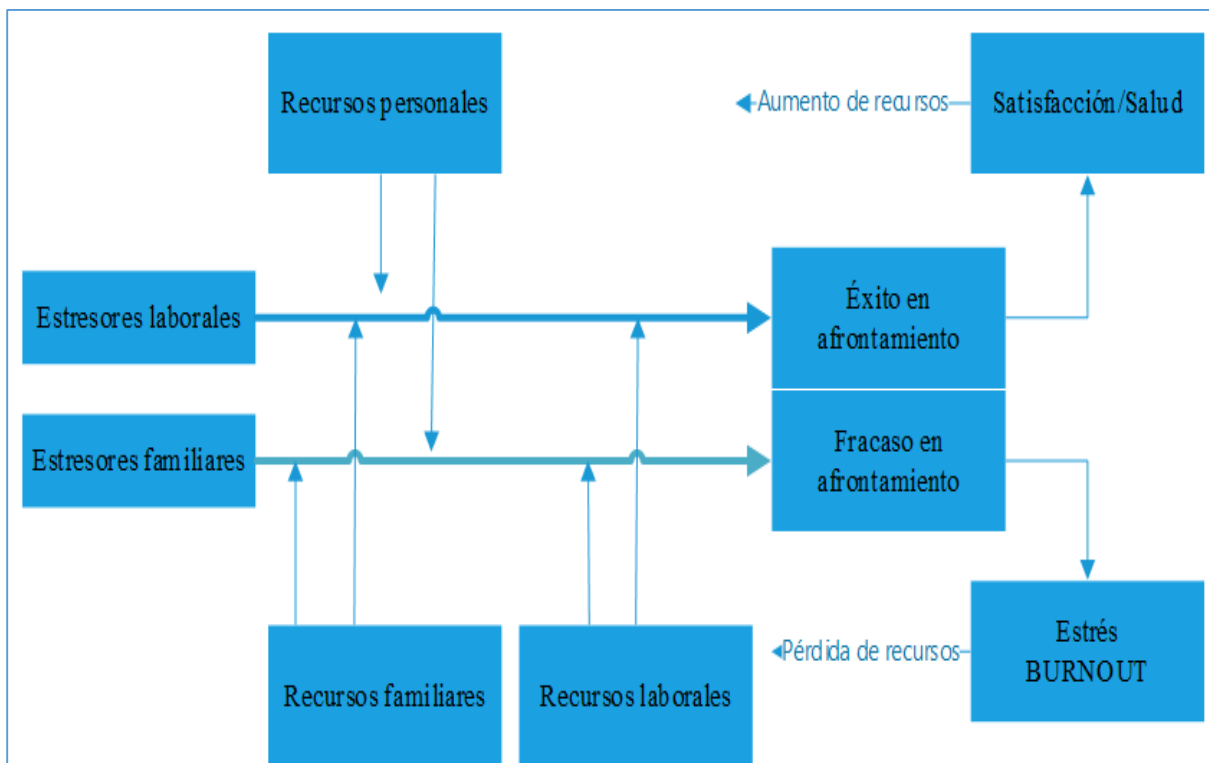 Recursos personales
Aumento de recursos
Satisfacción/Salud
Estresores laborales
Éxito en
afrontamiento
Estresores familiares
Fracaso en
afrontamiento
Recursos familiares
Recursos laborales
Pérdida de recursos
Estrés
BURNOUT